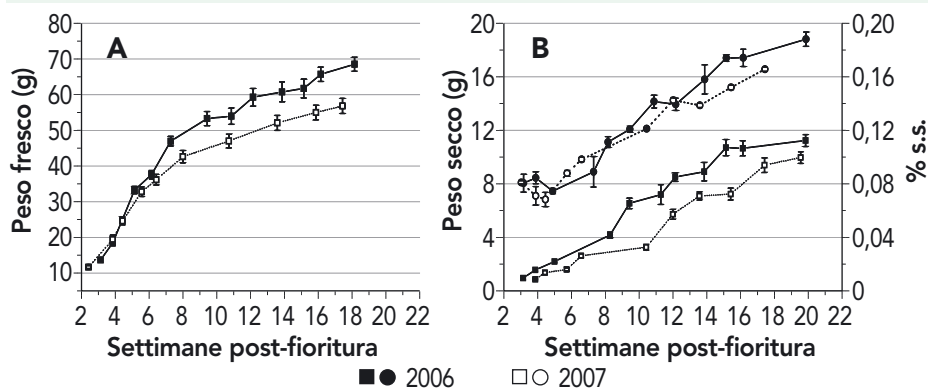 A
Peso fresco (g)
80
70
60
50
40
30
20
10
2 4 6 8 10 12 14 16 18 20 22
Settimane post-fioritura
B
Peso secco (g)
20
16
12
8
4
0
0,20
0,16
0,12
0,08
0,04
0
% s.s.
2 4 6 8 10 12 14 16 18 20 22
Settimane post-fioritura
2006 2007